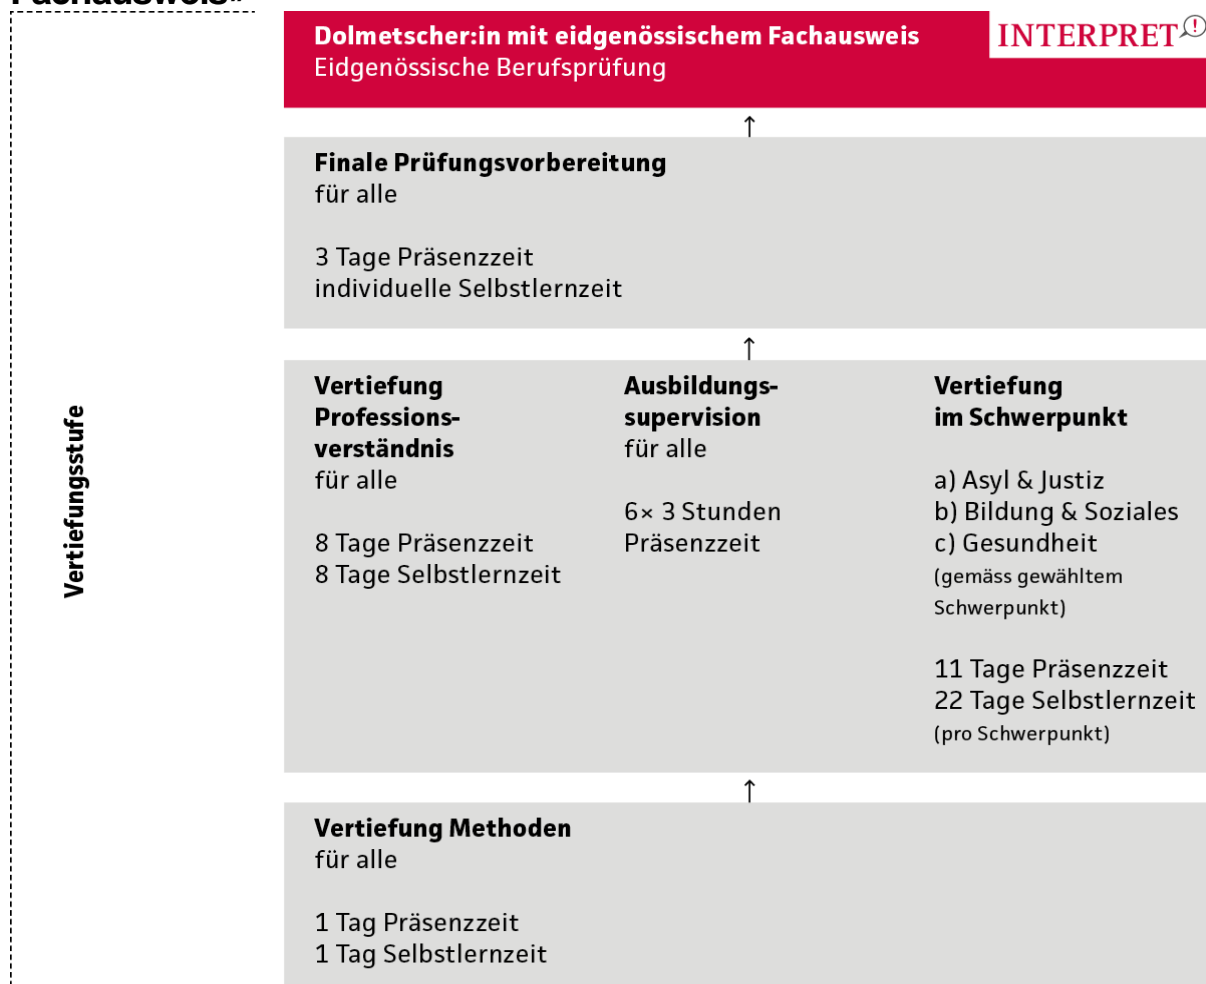 Fachausweis»
Dolmetscher:in mit eidgenössischem Fachausweis
Eidgenössische Berufsprüfung
INTERPRET!
↑
Finale Prüfungsvorbereitung
für alle
3 Tage Präsenzzeit
individuelle Selbstlernzeit
↑
Vertiefungsstufe
Vertiefung
Professions-
verständnis
für alle
8 Tage Präsenzzeit
8 Tage Selbstlernzeit
Ausbildungs-
supervision
für alle
6× 3 Stunden
Präsenzzeit
Vertiefung
im Schwerpunkt
a) Asyl & Justiz
b) Bildung & Soziales
c) Gesundheit
(gemäss gewähltem
Schwerpunkt)
11 Tage Präsenzzeit
22 Tage Selbstlernzeit
(pro Schwerpunkt)
↑
Vertiefung Methoden
für alle
1 Tag Präsenzzeit
1 Tag Selbstlernzeit